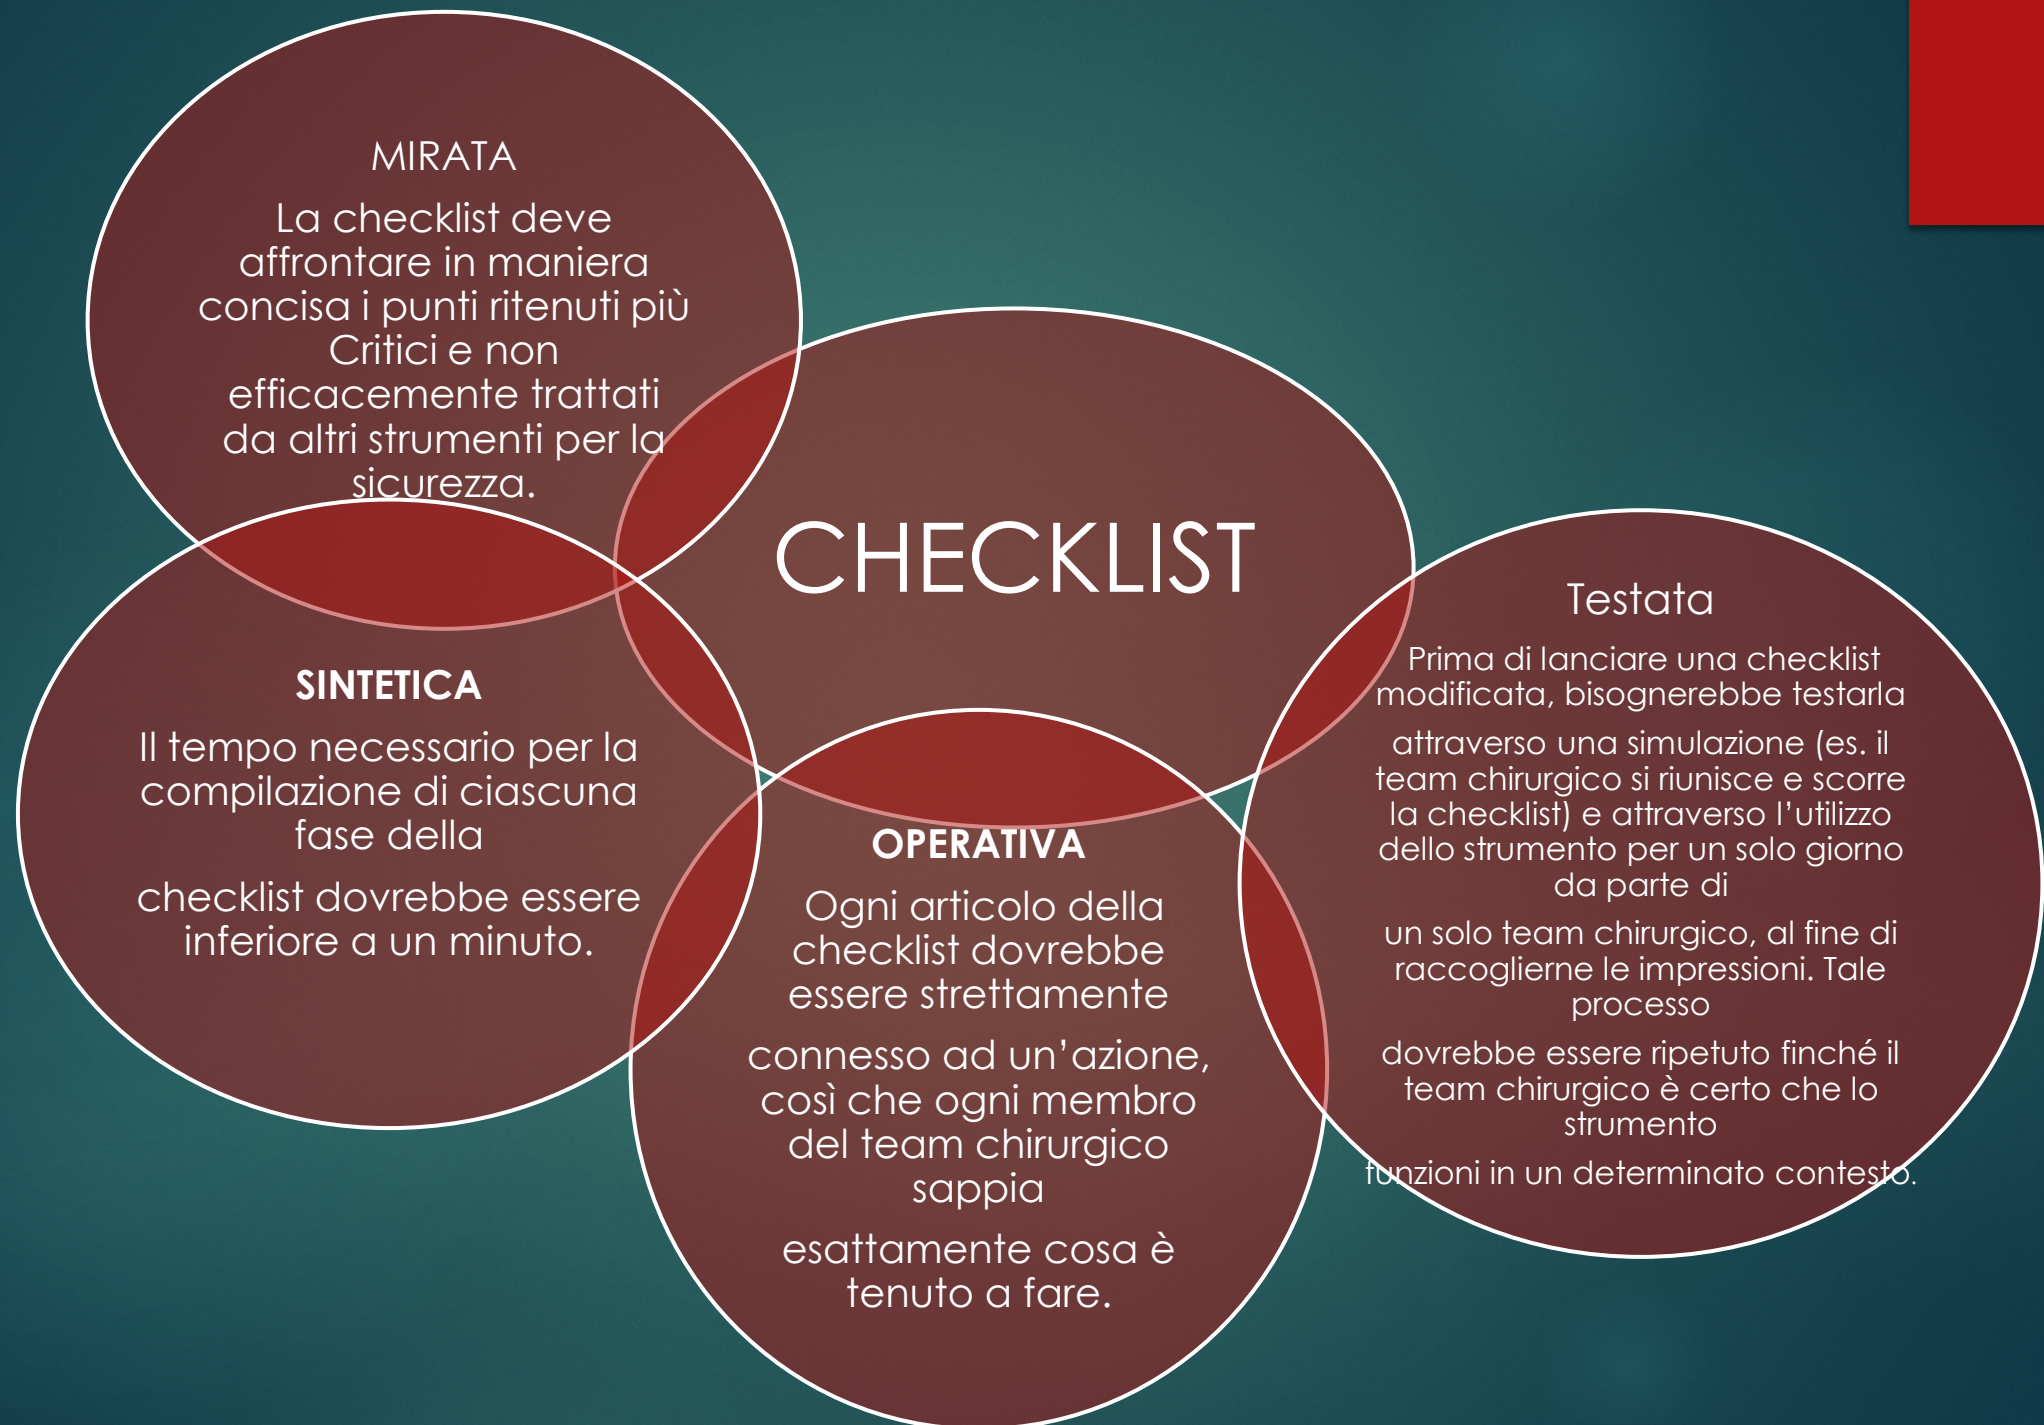 MIRATA
La checklist deve
affrontare in maniera
concisa i punti ritenuti più
Critici e non
efficacemente trattati
da altri strumenti per la
sicurezza.
CHECKLIST
SINTETICA
Il tempo necessario per la
compilazione di ciascuna
fase della
checklist dovrebbe essere
inferiore a un minuto.
OPERATIVA
Ogni articolo della
checklist dovrebbe
essere strettamente
connesso ad un’azione,
così che ogni membro
del team chirurgico
sappia
esattamente cosa è
tenuto a fare.
Testata
Prima di lanciare una checklist
modificata, bisognerebbe testarla
attraverso una simulazione (es. il
team chirurgico si riunisce e scorre
la checklist) e attraverso l’utilizzo
dello strumento per un solo giorno
da parte di
un solo team chirurgico, al fine di
raccoglierne le impressioni. Tale
processo
dovrebbe essere ripetuto finché il
team chirurgico è certo che lo
strumento
funzioni in un determinato contesto.